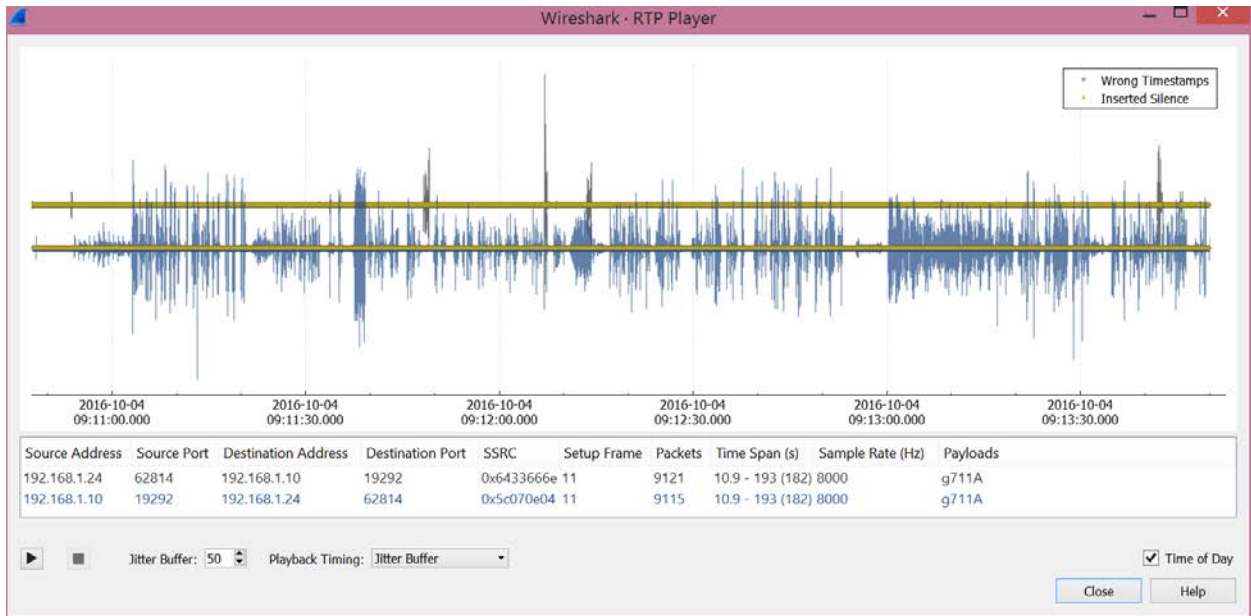 Wireshark · RTP Player
Wrong Timestamps
Inserted Silence
2016-10-04 2016-10-04 2016-10-04 2016-10-04 2016-10-04 2016-10-04
09:11:00.000 09:11:30.000 09:12:00.000 09:12:30.000 09:13:00.000 09:13:30.000
Source Address Source Port Destination Address Destination Port SSRC Setup Frame Packets Time Span (s) Sample Rate (Hz) Payloads
192.168.1.24 62814 192.168.1.10 19292 0x6433666e 11 9121 10.9 - 193 (182) 8000 g711A
192.168.1.10 19292 192.168.1.24 62814 0x5c070e04 11 9115 10.9 - 193 (182) 8000 g711A
Jitter Buffer: 50 Playback Timing: Jitter Buffer Time of Day
Close Help